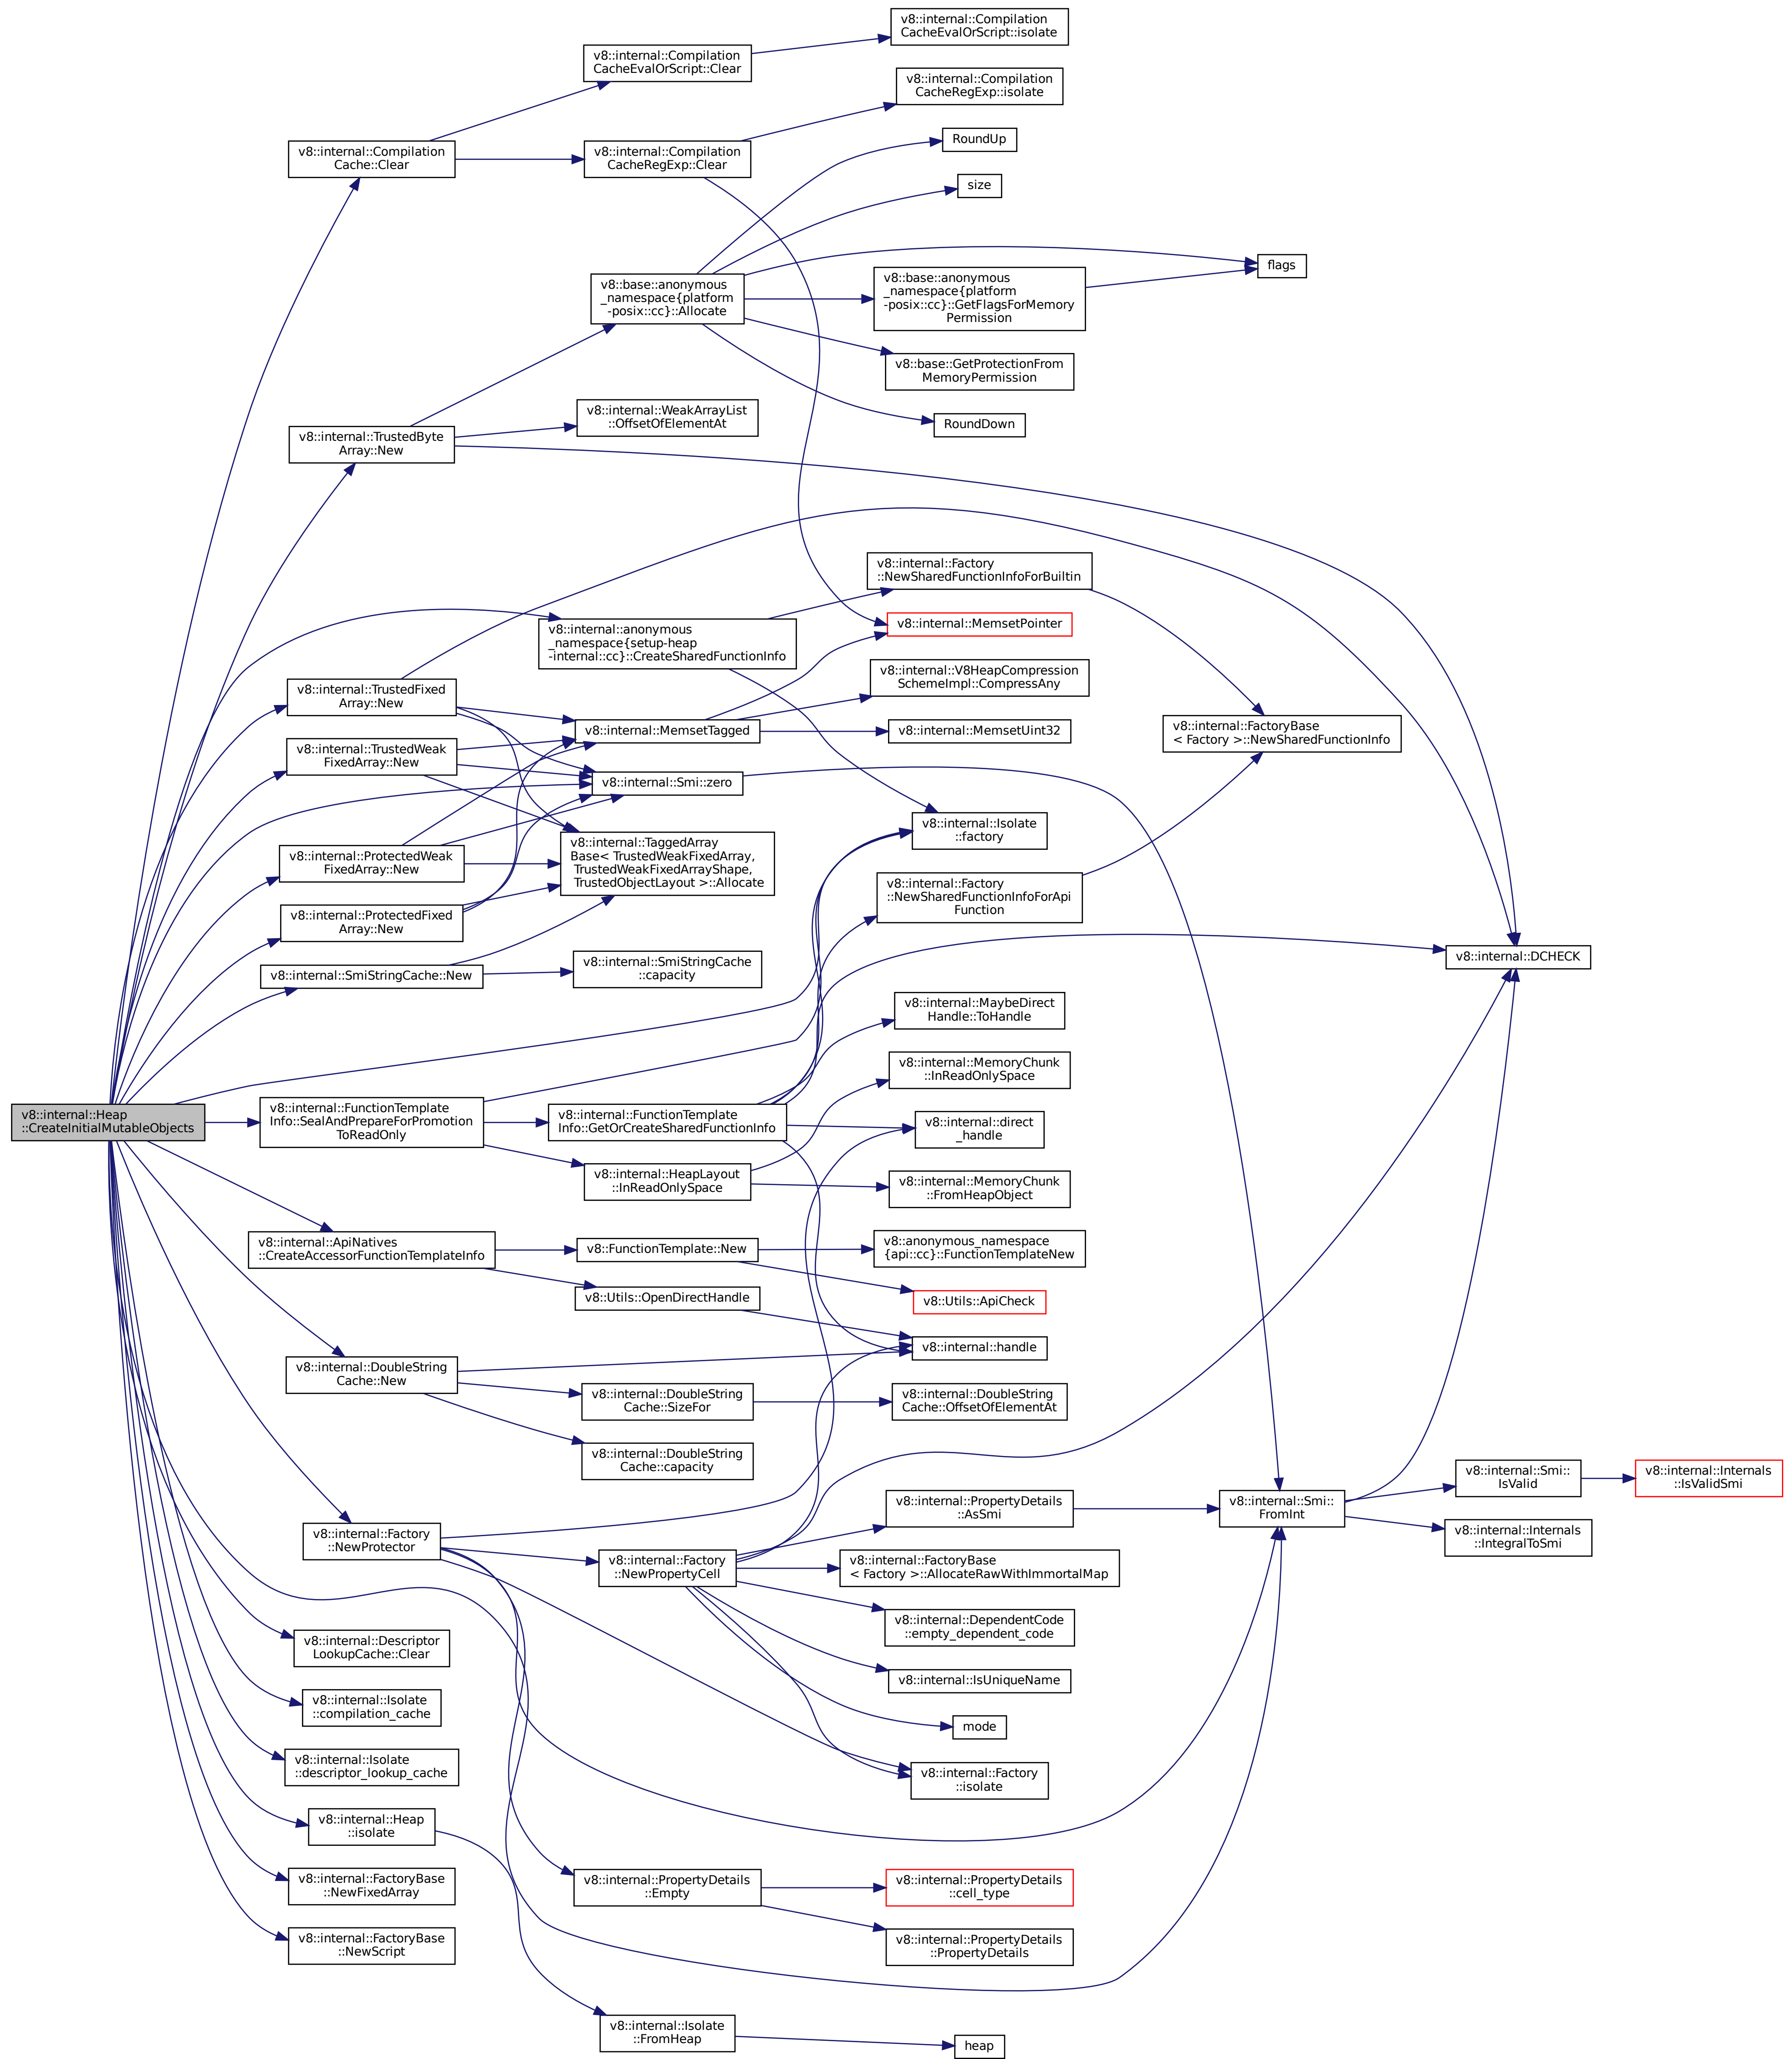 v8::internal::Compilation
CacheEvalOrScript::isolate
v8::internal::Compilation
CacheEvalOrScript::Clear
v8::internal::Compilation
CacheRegExp::isolate
RoundUp
v8::internal::Compilation
Cache::Clear
v8::internal::Compilation
CacheRegExp::Clear
size
flags
v8::base::anonymous
_namespace{platform
-posix::cc}::Allocate
v8::base::anonymous
_namespace{platform
-posix::cc}::GetFlagsForMemory
Permission
v8::base::GetProtectionFrom
MemoryPermission
v8::internal::WeakArrayList
::OffsetOfElementAt
RoundDown
v8::internal::TrustedByte
Array::New
v8::internal::Factory
::NewSharedFunctionInfoForBuiltin
v8::internal::MemsetPointer
v8::internal::anonymous
_namespace{setup-heap
-internal::cc}::CreateSharedFunctionInfo
v8::internal::V8HeapCompression
SchemeImpl::CompressAny
v8::internal::TrustedFixed
Array::New
v8::internal::MemsetTagged
v8::internal::MemsetUint32
v8::internal::FactoryBase
< Factory >::NewSharedFunctionInfo
v8::internal::TrustedWeak
FixedArray::New
v8::internal::Smi::zero
v8::internal::Isolate
::factory
v8::internal::ProtectedWeak
FixedArray::New
v8::internal::TaggedArray
Base< TrustedWeakFixedArray,
TrustedWeakFixedArrayShape,
TrustedObjectLayout >::Allocate
v8::internal::Factory
::NewSharedFunctionInfoForApi
Function
v8::internal::ProtectedFixed
Array::New
v8::internal::DCHECK
v8::internal::SmiStringCache::New
v8::internal::SmiStringCache
::capacity
v8::internal::MaybeDirect
Handle::ToHandle
v8::internal::MemoryChunk
::InReadOnlySpace
v8::internal::Heap
::CreateInitialMutableObjects
v8::internal::FunctionTemplate
Info::SealAndPrepareForPromotion
ToReadOnly
v8::internal::FunctionTemplate
Info::GetOrCreateSharedFunctionInfo
v8::internal::direct
_handle
v8::internal::HeapLayout
::InReadOnlySpace
v8::internal::MemoryChunk
::FromHeapObject
v8::internal::ApiNatives
::CreateAccessorFunctionTemplateInfo
v8::FunctionTemplate::New
v8::anonymous_namespace
{api::cc}::FunctionTemplateNew
v8::Utils::OpenDirectHandle
v8::Utils::ApiCheck
v8::internal::handle
v8::internal::DoubleString
Cache::New
v8::internal::DoubleString
Cache::SizeFor
v8::internal::DoubleString
Cache::OffsetOfElementAt
v8::internal::DoubleString
Cache::capacity
v8::internal::Smi::
IsValid
v8::internal::Internals
::IsValidSmi
v8::internal::PropertyDetails
::AsSmi
v8::internal::Smi::
FromInt
v8::internal::Internals
::IntegralToSmi
v8::internal::Factory
::NewProtector
v8::internal::Factory
::NewPropertyCell
v8::internal::FactoryBase
< Factory >::AllocateRawWithImmortalMap
v8::internal::DependentCode
::empty_dependent_code
v8::internal::Descriptor
LookupCache::Clear
v8::internal::IsUniqueName
v8::internal::Isolate
::compilation_cache
mode
v8::internal::Isolate
::descriptor_lookup_cache
v8::internal::Factory
::isolate
v8::internal::Heap
::isolate
v8::internal::FactoryBase
::NewFixedArray
v8::internal::PropertyDetails
::Empty
v8::internal::PropertyDetails
::cell_type
v8::internal::FactoryBase
::NewScript
v8::internal::PropertyDetails
::PropertyDetails
v8::internal::Isolate
::FromHeap
heap